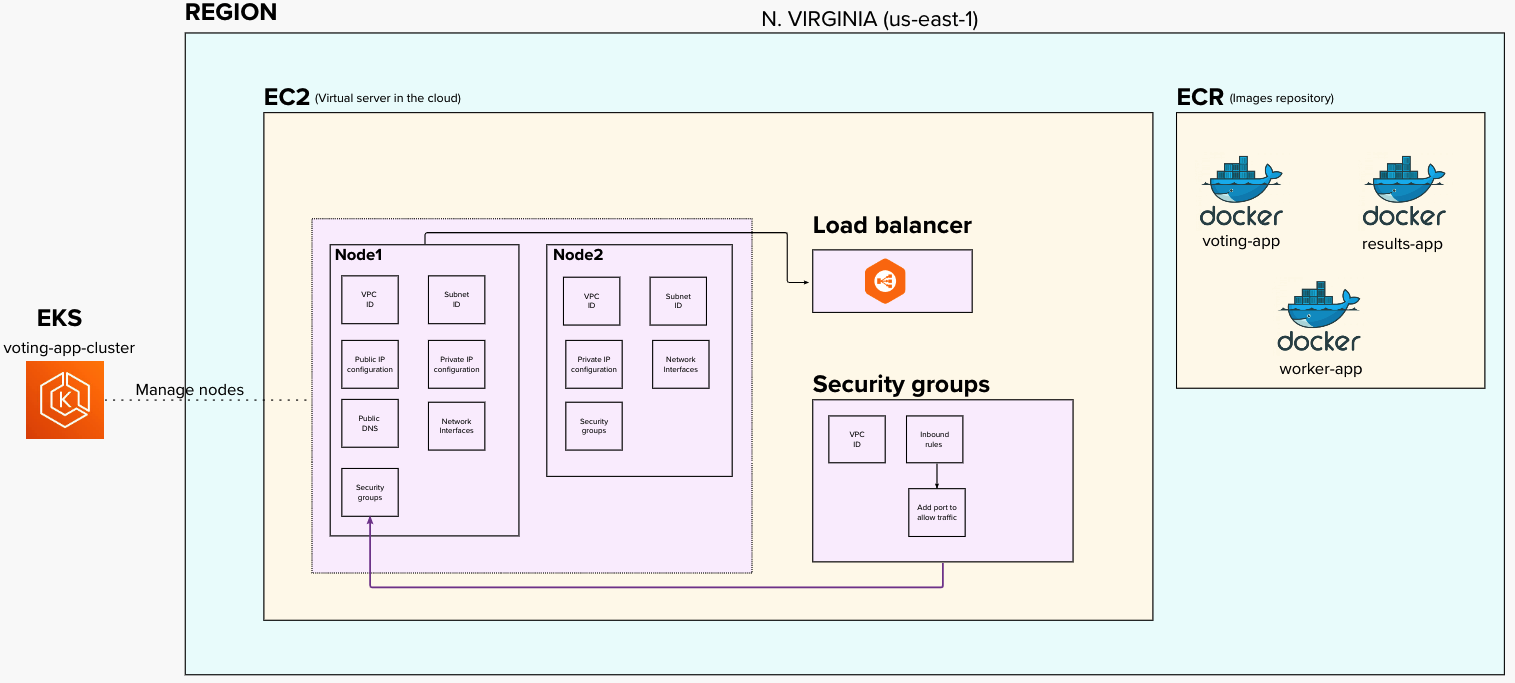 REGION
N. VIRGINIA (us-east-1)
EC2 (Virtual server in the cloud)
ECR (Images repository)
docker
voting-app
docker
results-app
docker
worker-app
EKS
voting-app-cluster
Manage nodes
Node1
VPC
ID
Subnet
ID
Public IP
configuration
Private IP
configuration
Public
DNS
Network
Interfaces
Security
groups
Node2
VPC
ID
Subnet
ID
Private IP
configuration
Network
Interfaces
Security
groups
Load balancer
Security groups
VPC
ID
Inbound
rules
Add port to
allow traffic